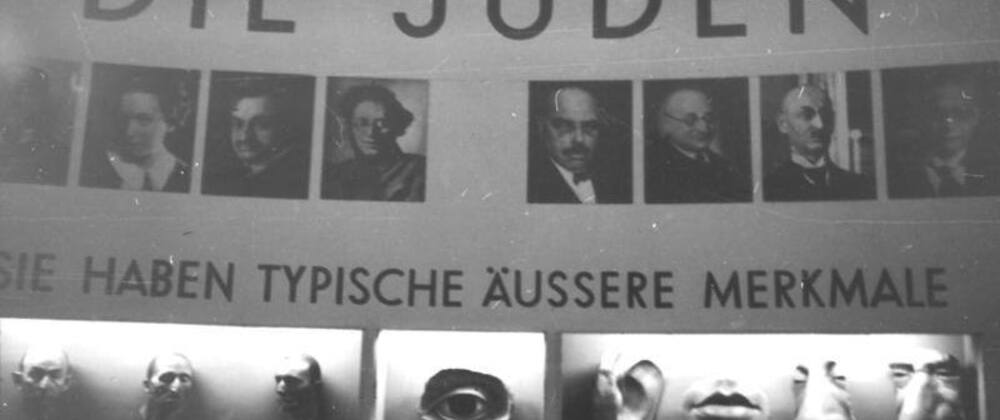 DIE JUDEN
SIE HABEN TYPISCHE ÄUSSERE MERKMALE